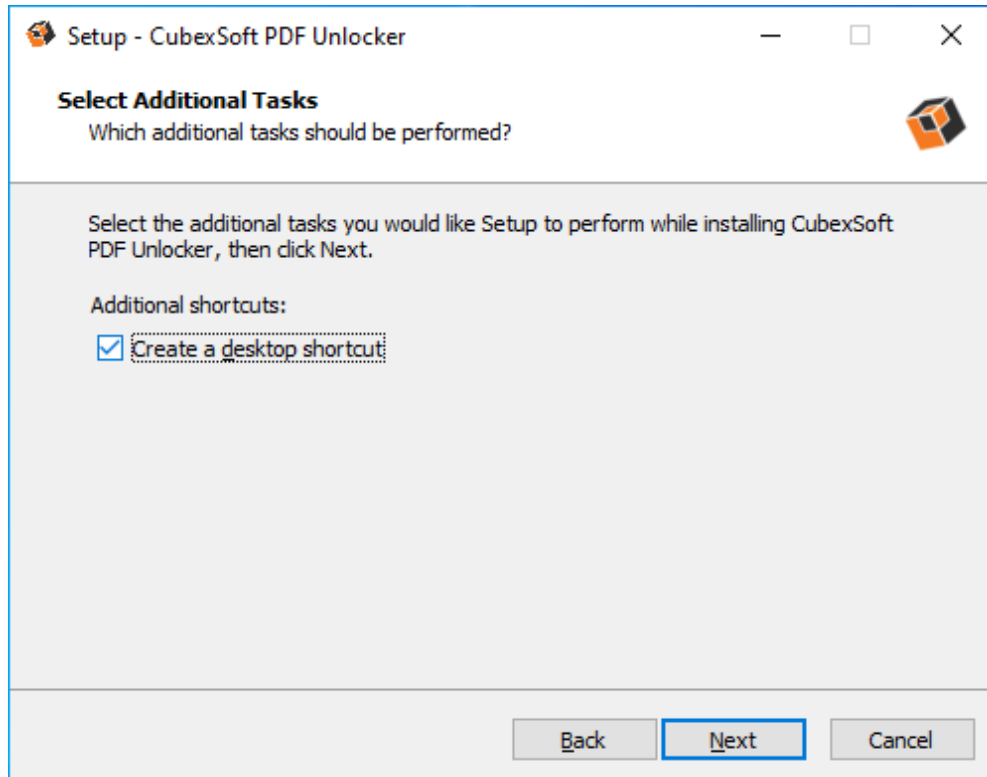 Setup - CubexSoft PDF Unlocker
Select Additional Tasks
Which additional tasks should be performed?
Select the additional tasks you would like Setup to perform while installing CubexSoft
PDF Unlocker, then click Next.
Additional shortcuts:
Create a desktop shortcut
Back Next Cancel